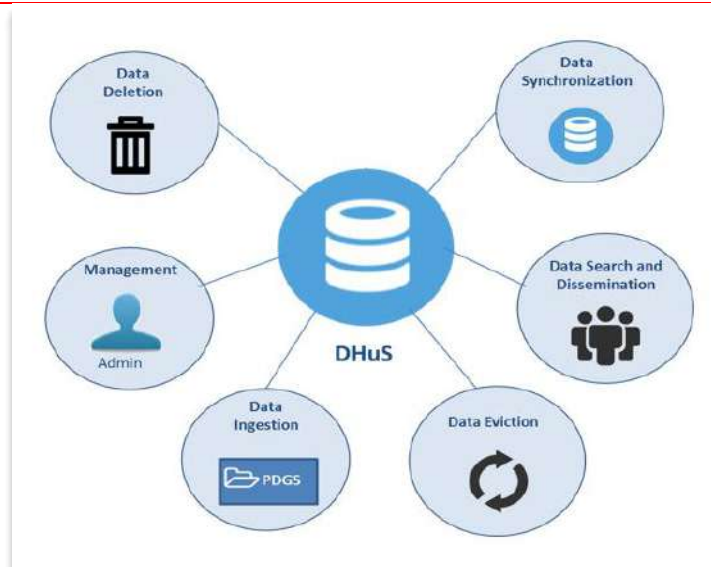 Data
Deletion
Data
Synchronization
Management
Admin
Data Search and
Dissemination
DHuS
Data
Ingestion
PDGS
Data Eviction